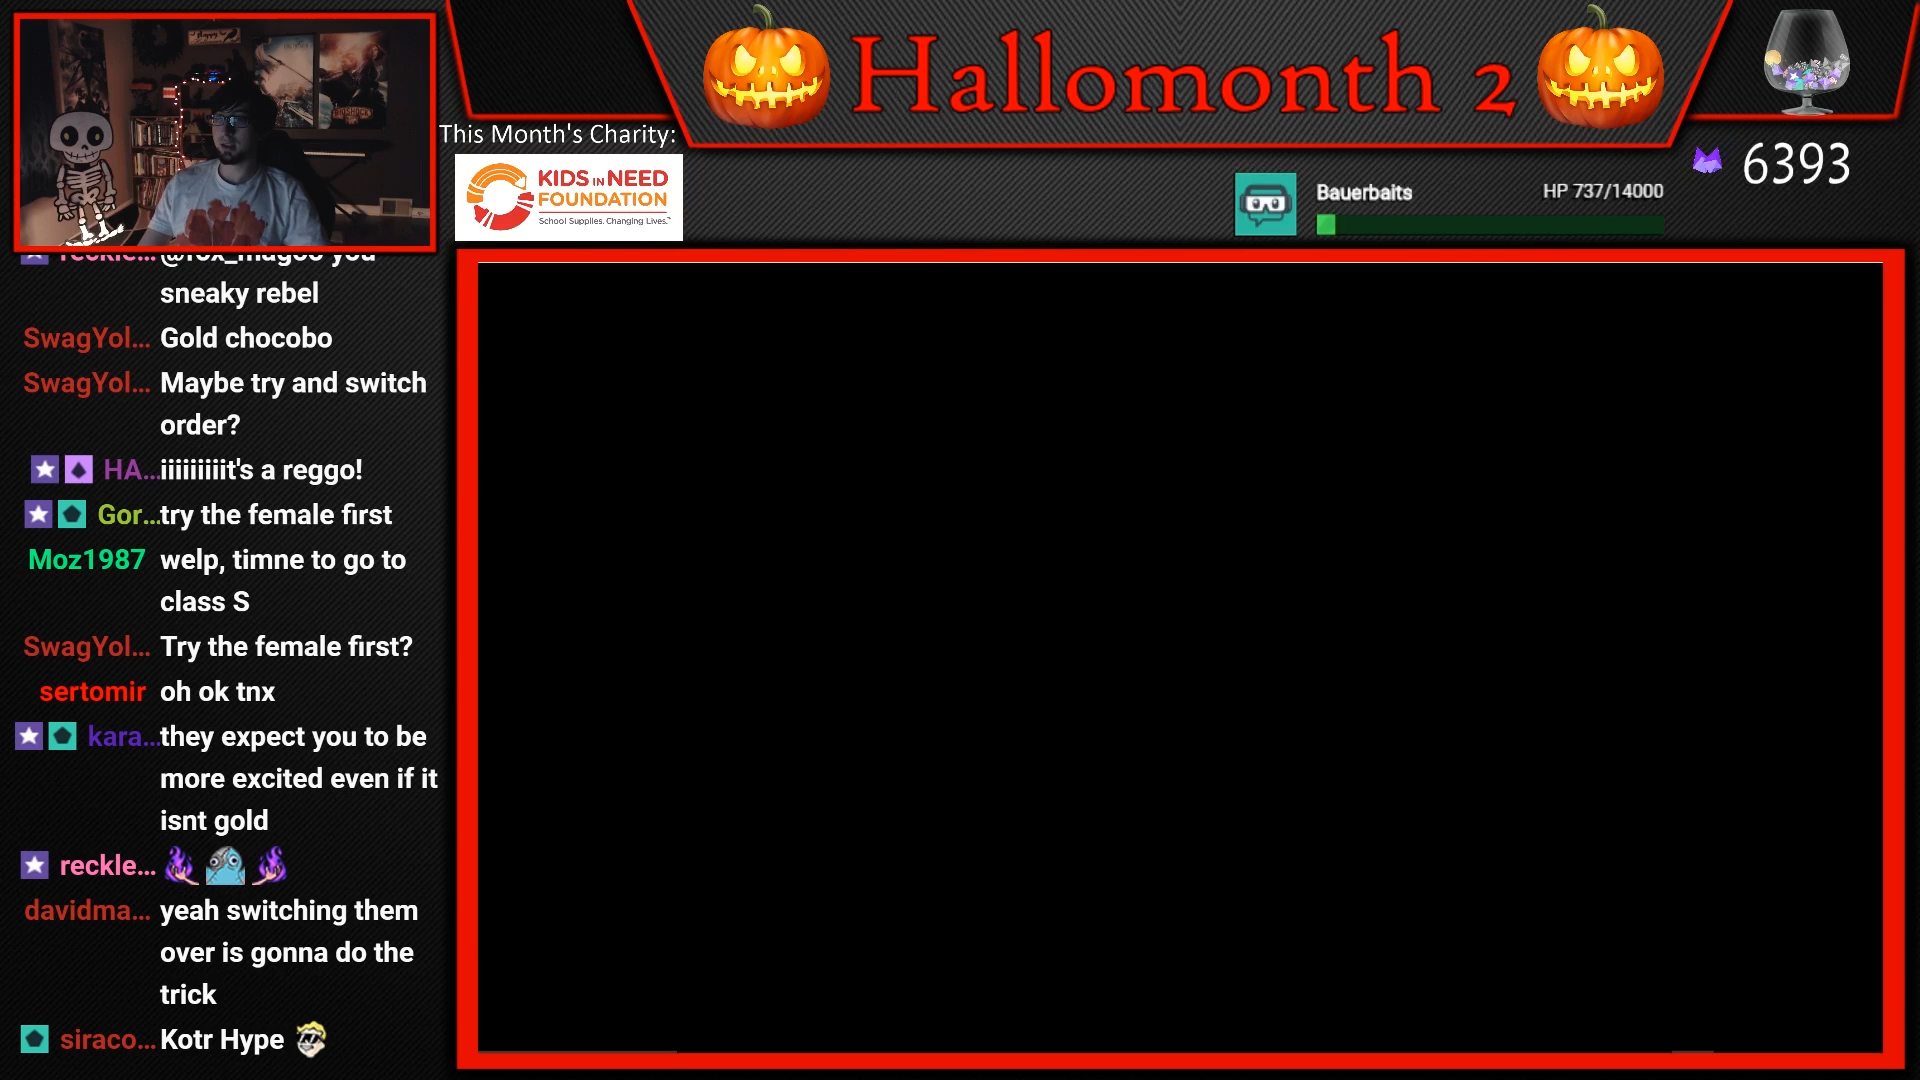 Hallomonth 2
This Month's Charity:
KIDS IN NEED
FOUNDATION
School Supplies. Changing Lives.™
6393
Bauerbaits HP 737/14000
reckle... @fox_magoo you
sneaky rebel
SwagYol... Gold chocobo
SwagYol... Maybe try and switch
order?
HA... iiiiiiiiit's a reggo!
Gor... try the female first
Moz1987 welp, timne to go to
class S
SwagYol... Try the female first?
sertomir oh ok tnx
kara... they expect you to be
more excited even if it
isnt gold
reckle...
davidma... yeah switching them
over is gonna do the
trick
siraco... Kotr Hype